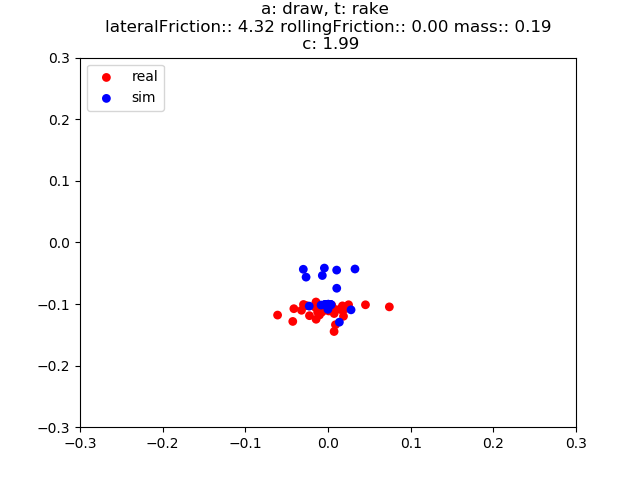 a: draw, t: rake
lateralFriction:: 4.32 rollingFriction:: 0.00 mass:: 0.19
c: 1.99
real
sim
0.3
0.2
0.1
0.0
−0.1
−0.2
−0.3
−0.3
−0.2
−0.1
0.0
0.1
0.2
0.3